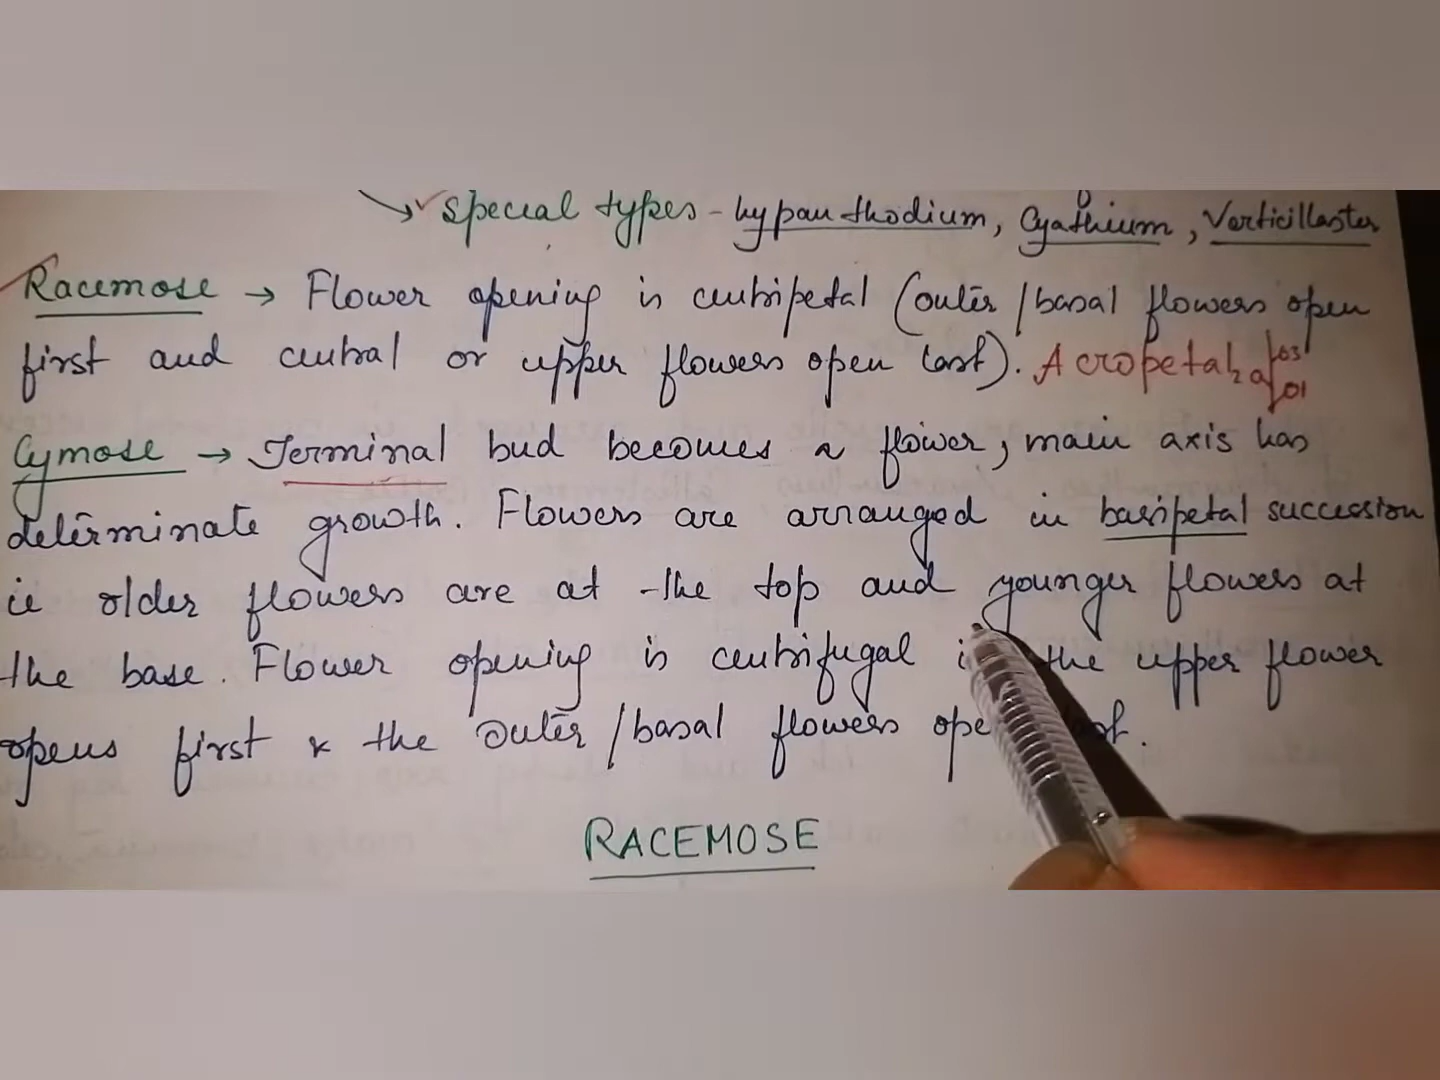 Special types - hypanthodium, Cyathium, Verticillaster
Racemose → Flower opening is centripetal (outer/basal flowers open
first and central or upper flowers open last). Acropetal 2 03 01
Cymose → Terminal bud becomes a flower, main axis has
determinate growth. Flowers are arranged in basipetal succession
ie older flowers are at the top and younger flowers at
the base. Flower opening is centrifugal the upper flower
opens first & the outer/basal flowers
RACEMOSE